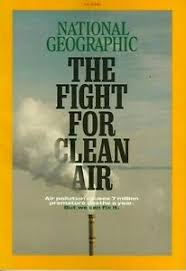 NATIONAL
GEOGRAPHIC
THE
FIGHT
FOR
CLEAN
AIR
Air pollution causes 7 million
premature deaths a year.
But we can fix it.